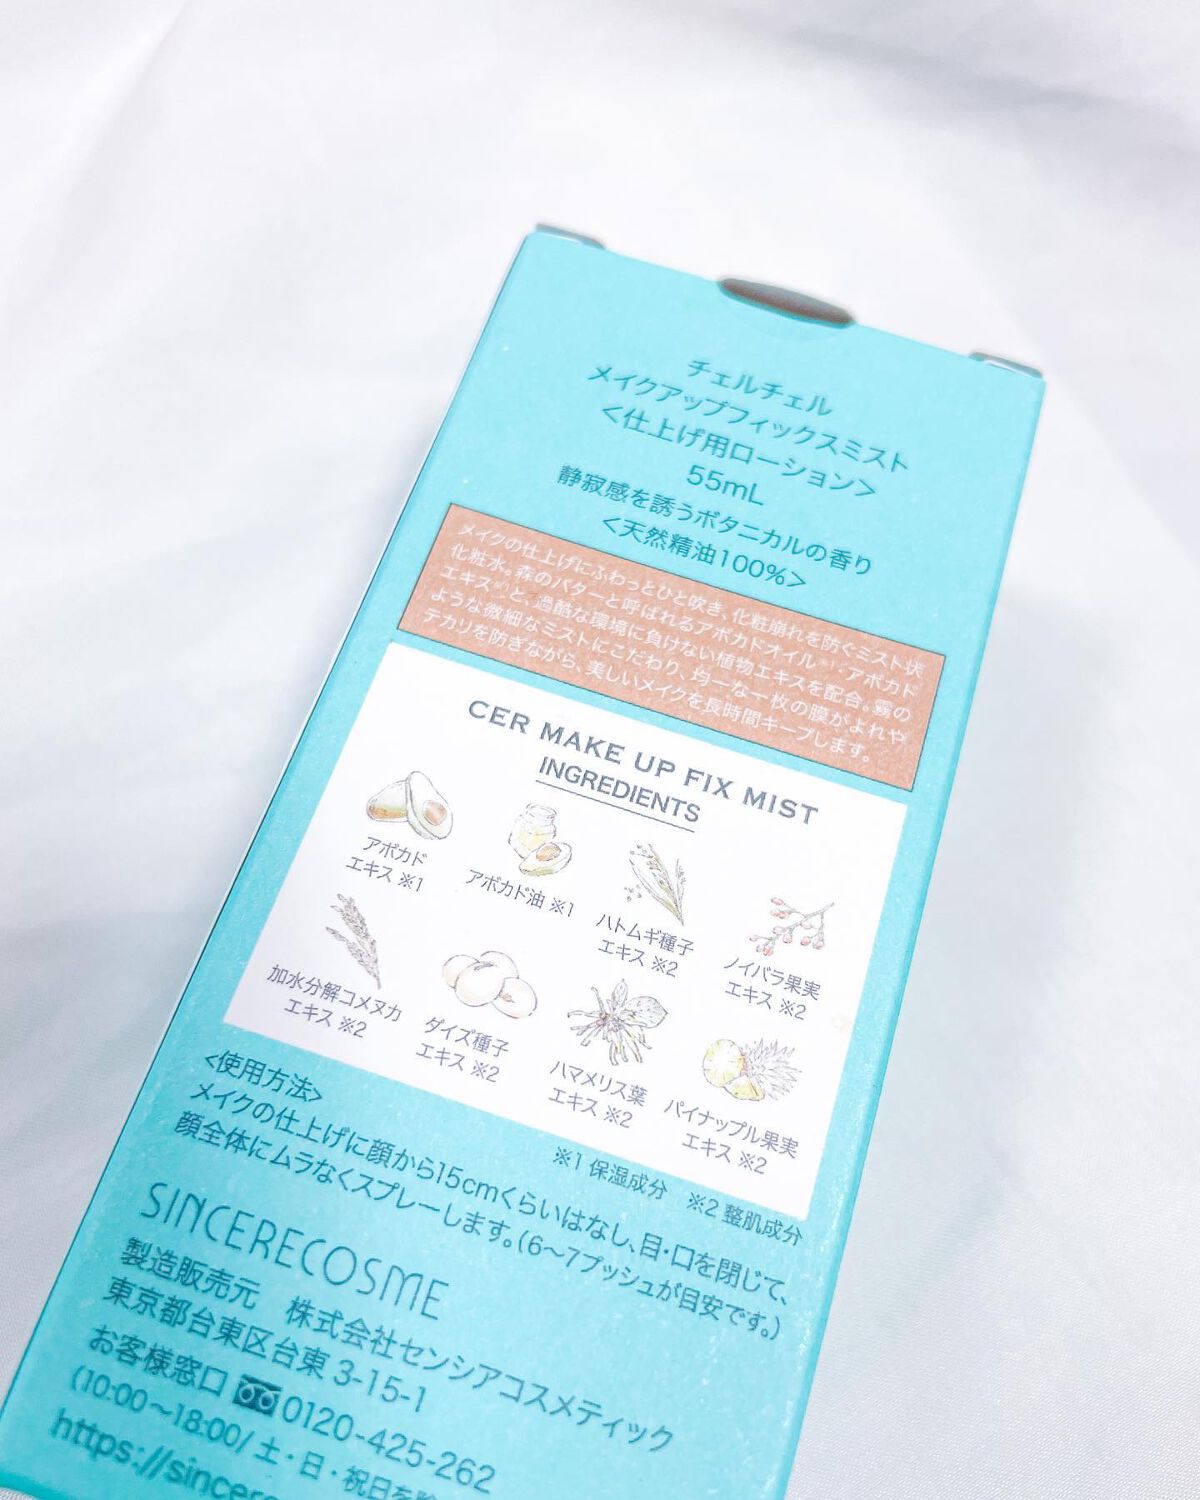 チェルチェル
メイクアップフィックスミスト
<仕上げ用ローション>
55mL
静寂感を誘うボタニカルの香り
<天然精油100%>
メイクの仕上げにふわっとひと吹き、化粧崩れを防ぐミスト状
化粧水。森のバターと呼ばれるアボカドオイル※1・アボカド
エキス※1と、過酷な環境に負けない植物エキスを配合。霧の
ような微細なミストにこだわり、均一な一枚の膜がよれや
テカリを防ぎながら、美しいメイクを長時間キープします。
CER MAKE UP FIX MIST
INGREDIENTS
アボカド
エキス ※1
アボカド油 ※1
ハトムギ種子
エキス ※2
ノイバラ果実
エキス ※2
加水分解コメヌカ
エキス ※2
ダイズ種子
エキス ※2
ハマメリス葉
エキス ※2
パイナップル果実
エキス ※2
※1 保湿成分 ※2 整肌成分
<使用方法>
メイクの仕上げに顔から15cmくらいはなし、目・口を閉じて、
顔全体にムラなくスプレーします。(6〜7プッシュが目安です。)
SINCERECOSME
製造販売元 株式会社センシアコスメティック
東京都台東区台東 3-15-1
お客様窓口 0120-425-262
(10:00〜18:00/ 土・日・祝日を除
https://sincereco